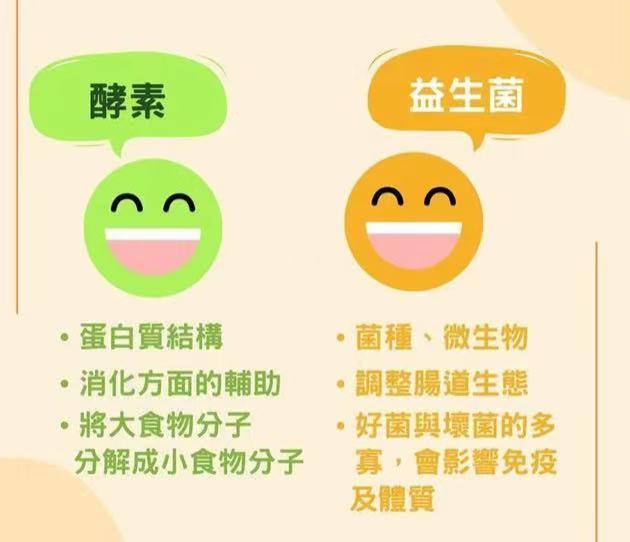 酵素
益生菌
• 蛋白質結構
• 消化方面的輔助
• 將大食物分子
分解成小食物分子
• 菌種、微生物
• 調整腸道生態
• 好菌與壞菌的多
寡，會影響免疫
及體質